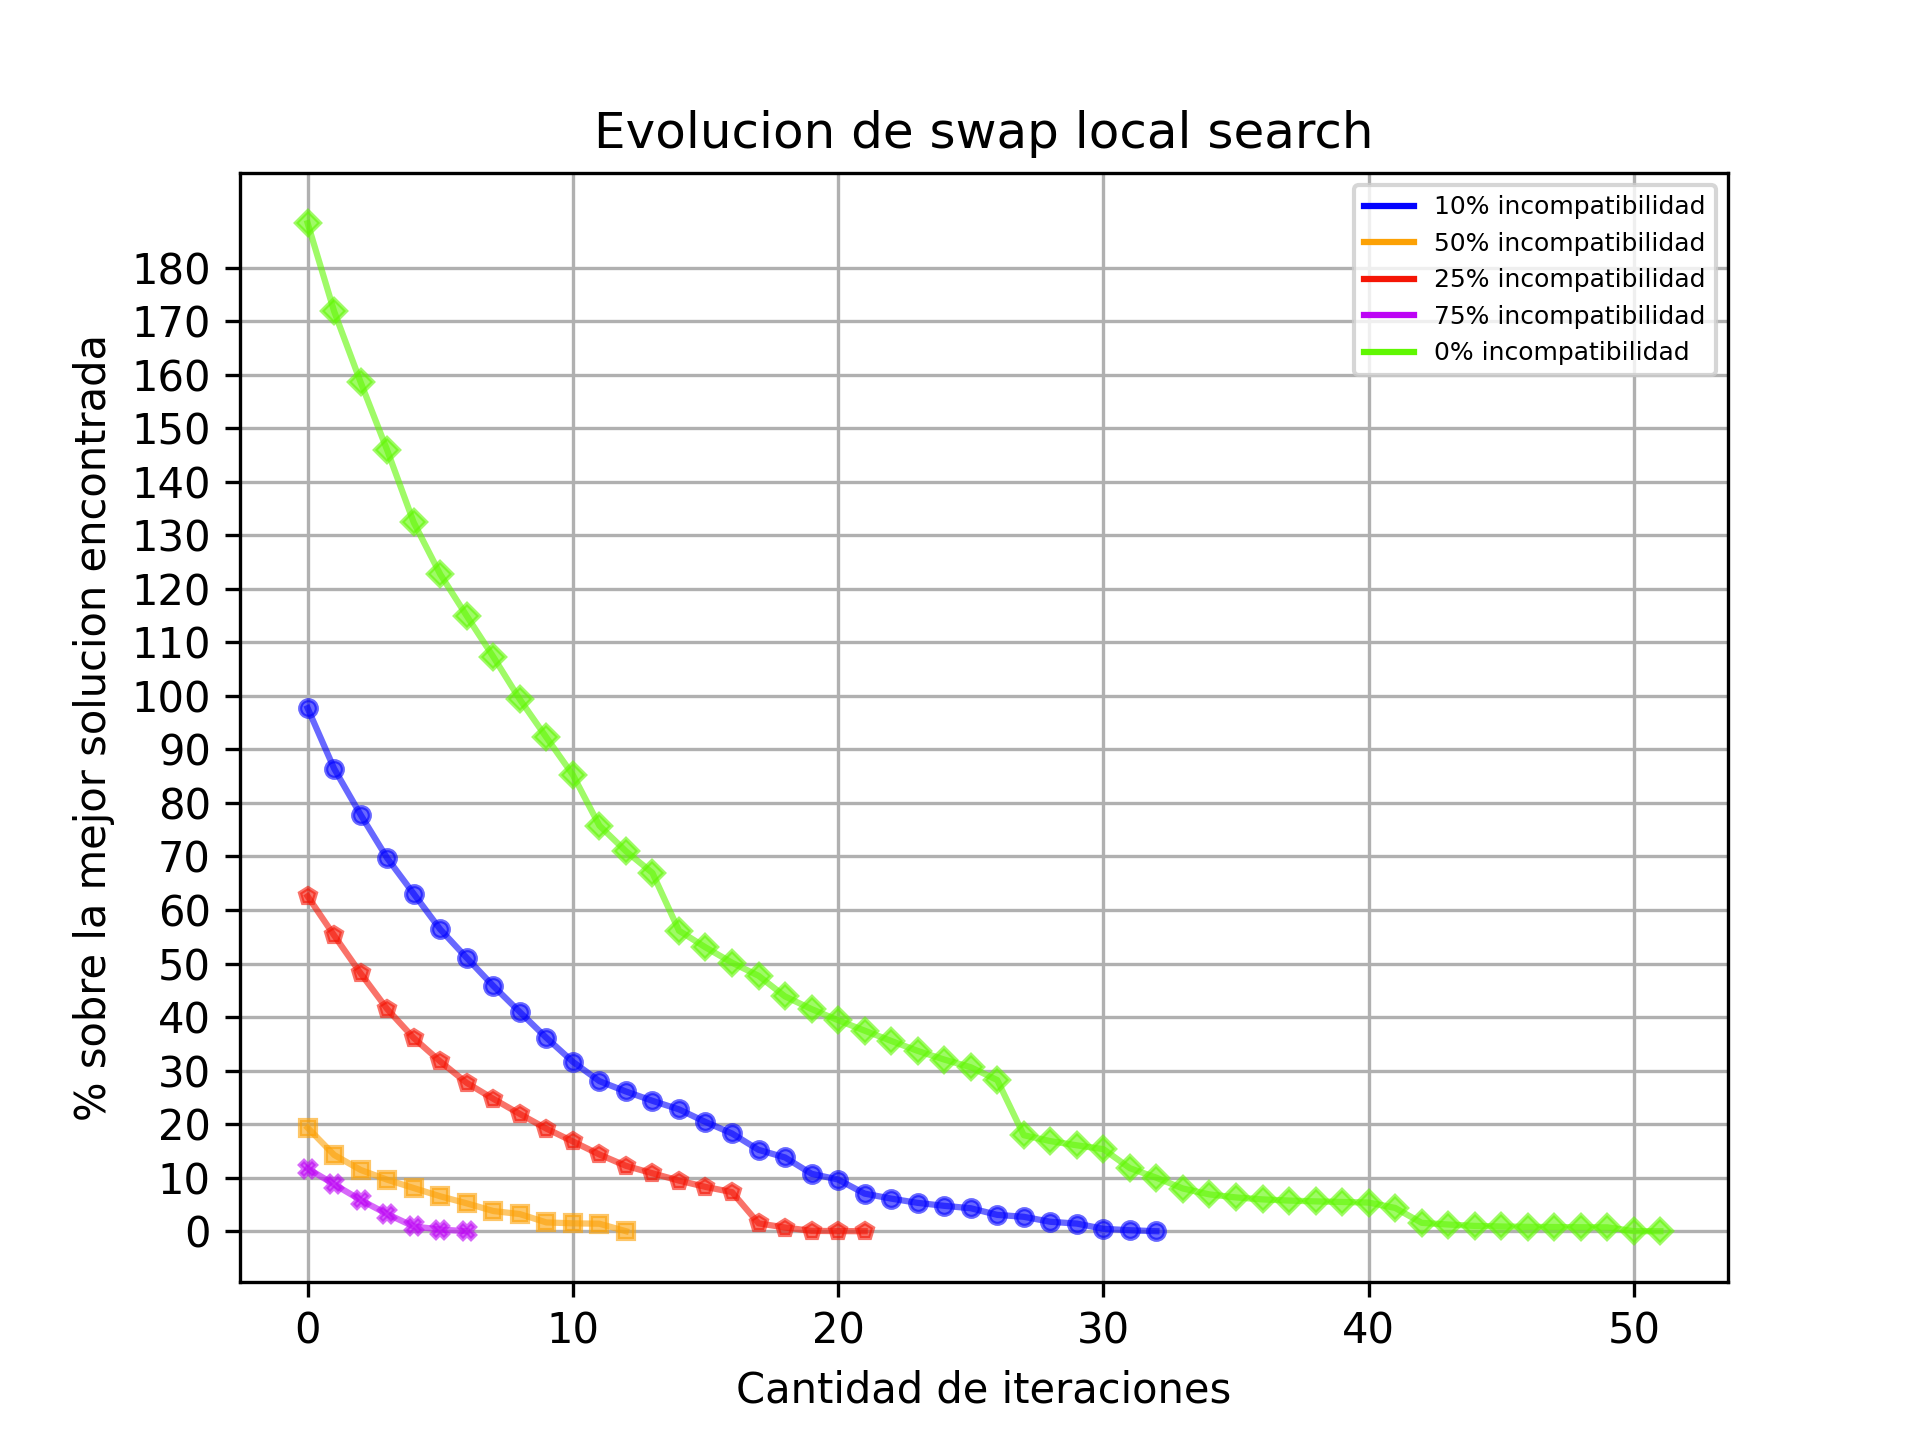 Evolucion de swap local search
10% incompatibilidad
50% incompatibilidad
25% incompatibilidad
75% incompatibilidad
0% incompatibilidad
% sobre la mejor solucion encontrada
180
170
160
150
140
130
120
110
100
90
80
70
60
50
40
30
20
10
0
0 10 20 30 40 50
Cantidad de iteraciones